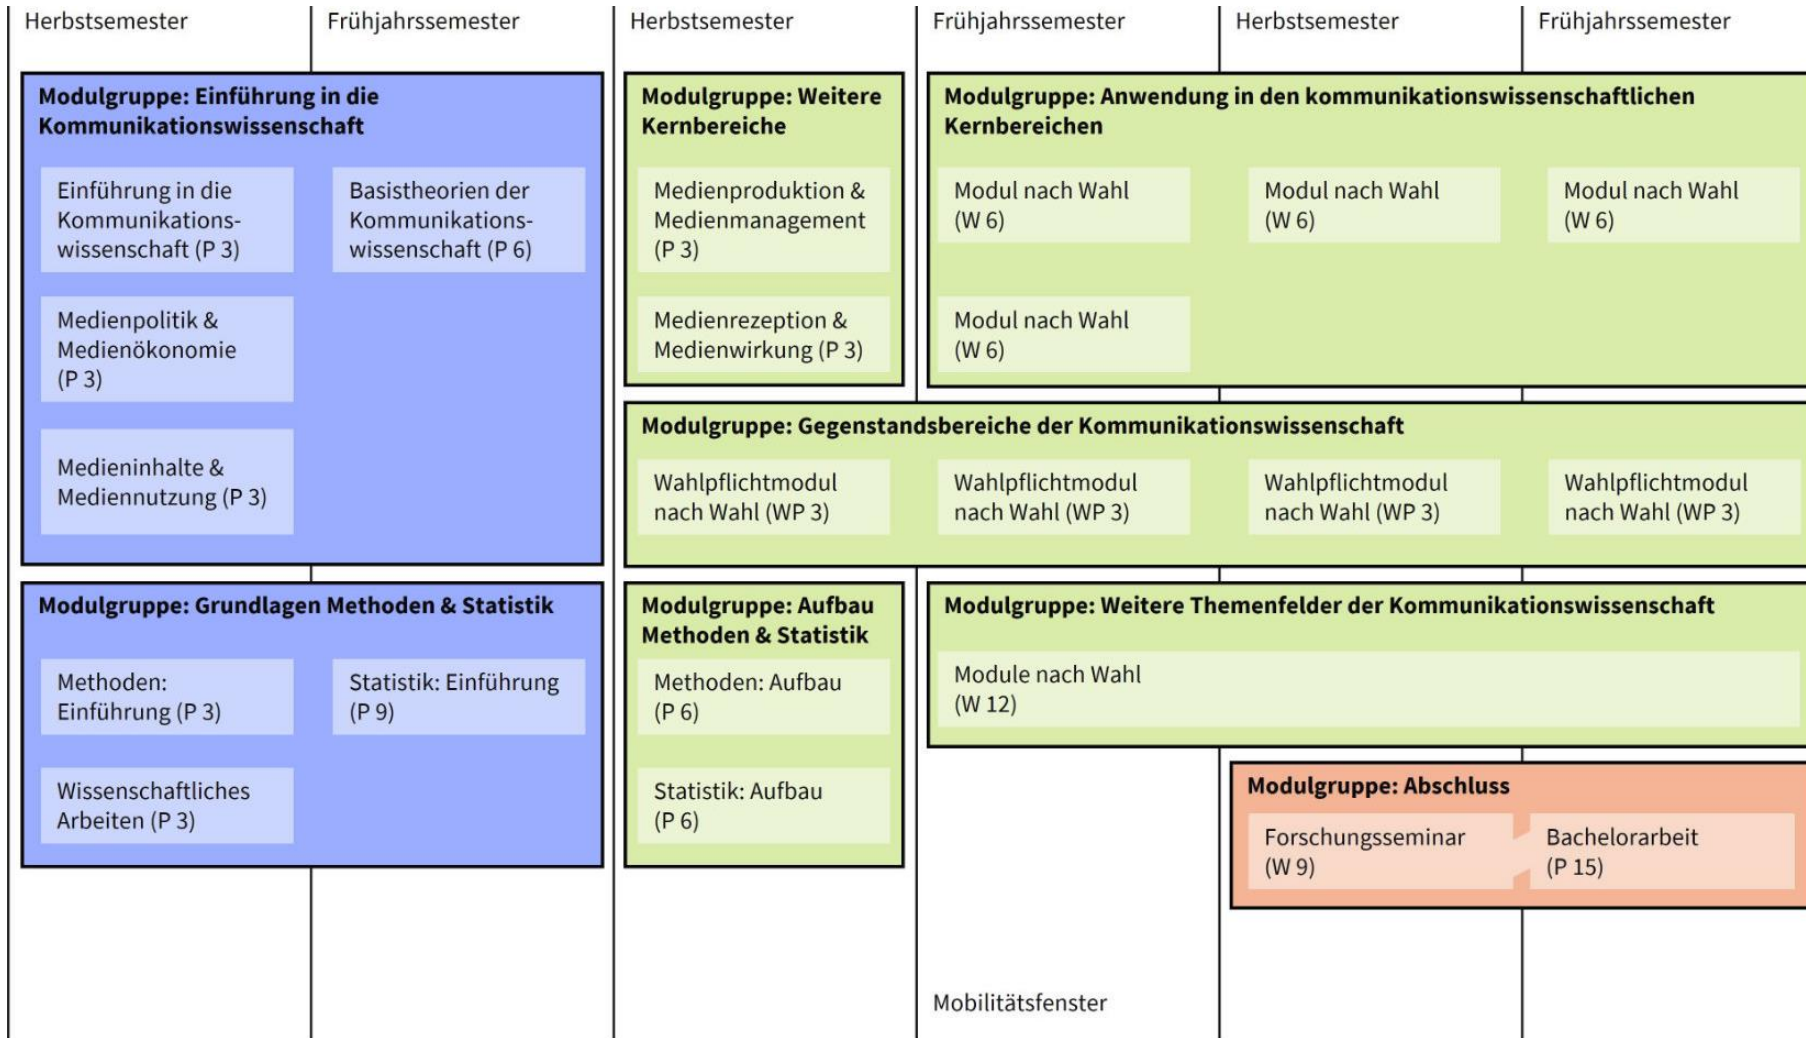 Herbstsemester
Frühjahrssemester
Herbstsemester
Frühjahrssemester
Herbstsemester
Frühjahrssemester
Modulgruppe: Einführung in die
Kommunikationswissenschaft
Einführung in die
Kommunikations-
wissenschaft (P 3)
Basistheorien der
Kommunikations-
wissenschaft (P 6)
Medienpolitik &
Medienökonomie
(P 3)
Medieninhalte &
Mediennutzung (P 3)
Modulgruppe: Weitere
Kernbereiche
Medienproduktion &
Medienmanagement
(P 3)
Medienrezeption &
Medienwirkung (P 3)
Modulgruppe: Anwendung in den kommunikationswissenschaftlichen
Kernbereichen
Modul nach Wahl
(W 6)
Modul nach Wahl
(W 6)
Modul nach Wahl
(W 6)
Modul nach Wahl
(W 6)
Modulgruppe: Gegenstandsbereiche der Kommunikationswissenschaft
Wahlpflichtmodul
nach Wahl (WP 3)
Wahlpflichtmodul
nach Wahl (WP 3)
Wahlpflichtmodul
nach Wahl (WP 3)
Wahlpflichtmodul
nach Wahl (WP 3)
Modulgruppe: Grundlagen Methoden & Statistik
Methoden:
Einführung (P 3)
Statistik: Einführung
(P 9)
Wissenschaftliches
Arbeiten (P 3)
Modulgruppe: Aufbau
Methoden & Statistik
Methoden: Aufbau
(P 6)
Statistik: Aufbau
(P 6)
Modulgruppe: Weitere Themenfelder der Kommunikationswissenschaft
Module nach Wahl
(W 12)
Modulgruppe: Abschluss
Forschungsseminar
(W 9)
Bachelorarbeit
(P 15)
Mobilitätsfenster